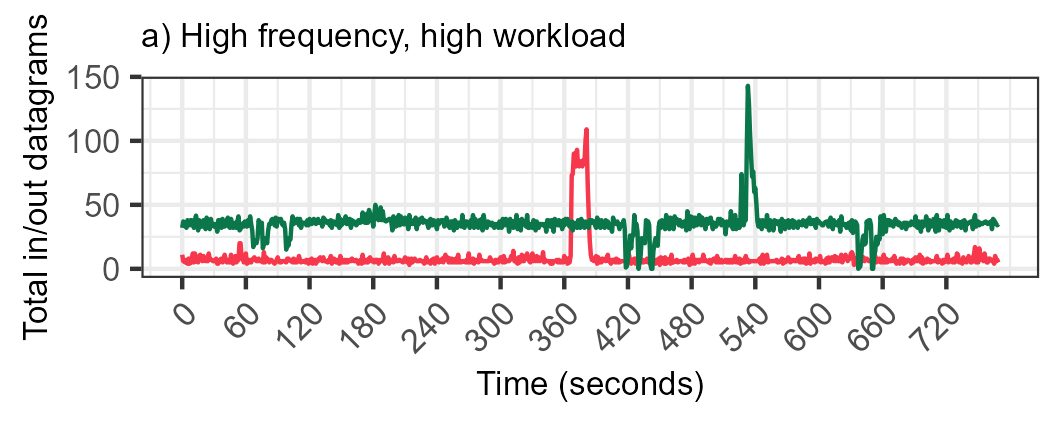 a) High frequency, high workload
Total in/out datagrams
150
100
50
0
0 60 120 180 240 300 360 420 480 540 600 660 720
Time (seconds)